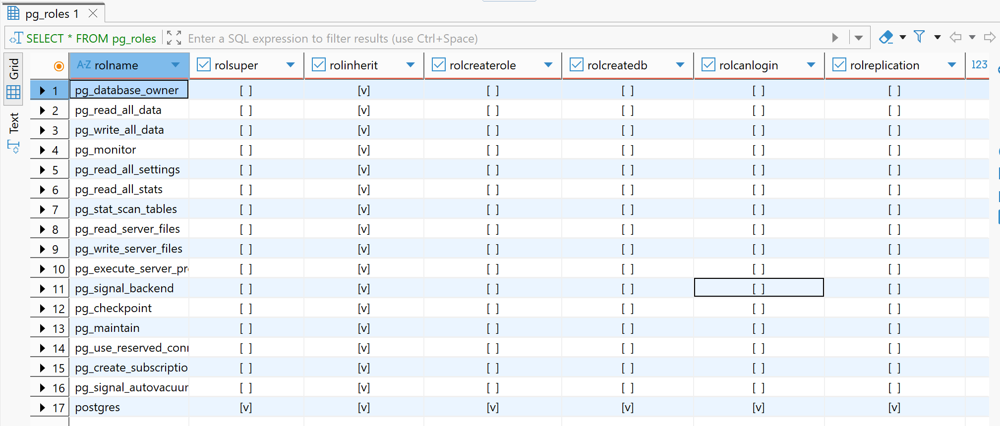 pg_roles 1
SELECT * FROM pg_roles Enter a SQL expression to filter results (use Ctrl+Space)
Grid
Text
A-Z rolname rolsuper rolinherit rolcreaterole rolcreatedb rolcanlogin rolreplication 123
1 pg_database_owner [ ] [v] [ ] [ ] [ ] [ ]
2 pg_read_all_data [ ] [v] [ ] [ ] [ ] [ ]
3 pg_write_all_data [ ] [v] [ ] [ ] [ ] [ ]
4 pg_monitor [ ] [v] [ ] [ ] [ ] [ ]
5 pg_read_all_settings [ ] [v] [ ] [ ] [ ] [ ]
6 pg_read_all_stats [ ] [v] [ ] [ ] [ ] [ ]
7 pg_stat_scan_tables [ ] [v] [ ] [ ] [ ] [ ]
8 pg_read_server_files [ ] [v] [ ] [ ] [ ] [ ]
9 pg_write_server_files [ ] [v] [ ] [ ] [ ] [ ]
10 pg_execute_server_pr [ ] [v] [ ] [ ] [ ] [ ]
11 pg_signal_backend [ ] [v] [ ] [ ] [ ] [ ]
12 pg_checkpoint [ ] [v] [ ] [ ] [ ] [ ]
13 pg_maintain [ ] [v] [ ] [ ] [ ] [ ]
14 pg_use_reserved_con [ ] [v] [ ] [ ] [ ] [ ]
15 pg_create_subscriptio [ ] [v] [ ] [ ] [ ] [ ]
16 pg_signal_autovacuu [ ] [v] [ ] [ ] [ ] [ ]
17 postgres [v] [v] [v] [v] [v] [v]